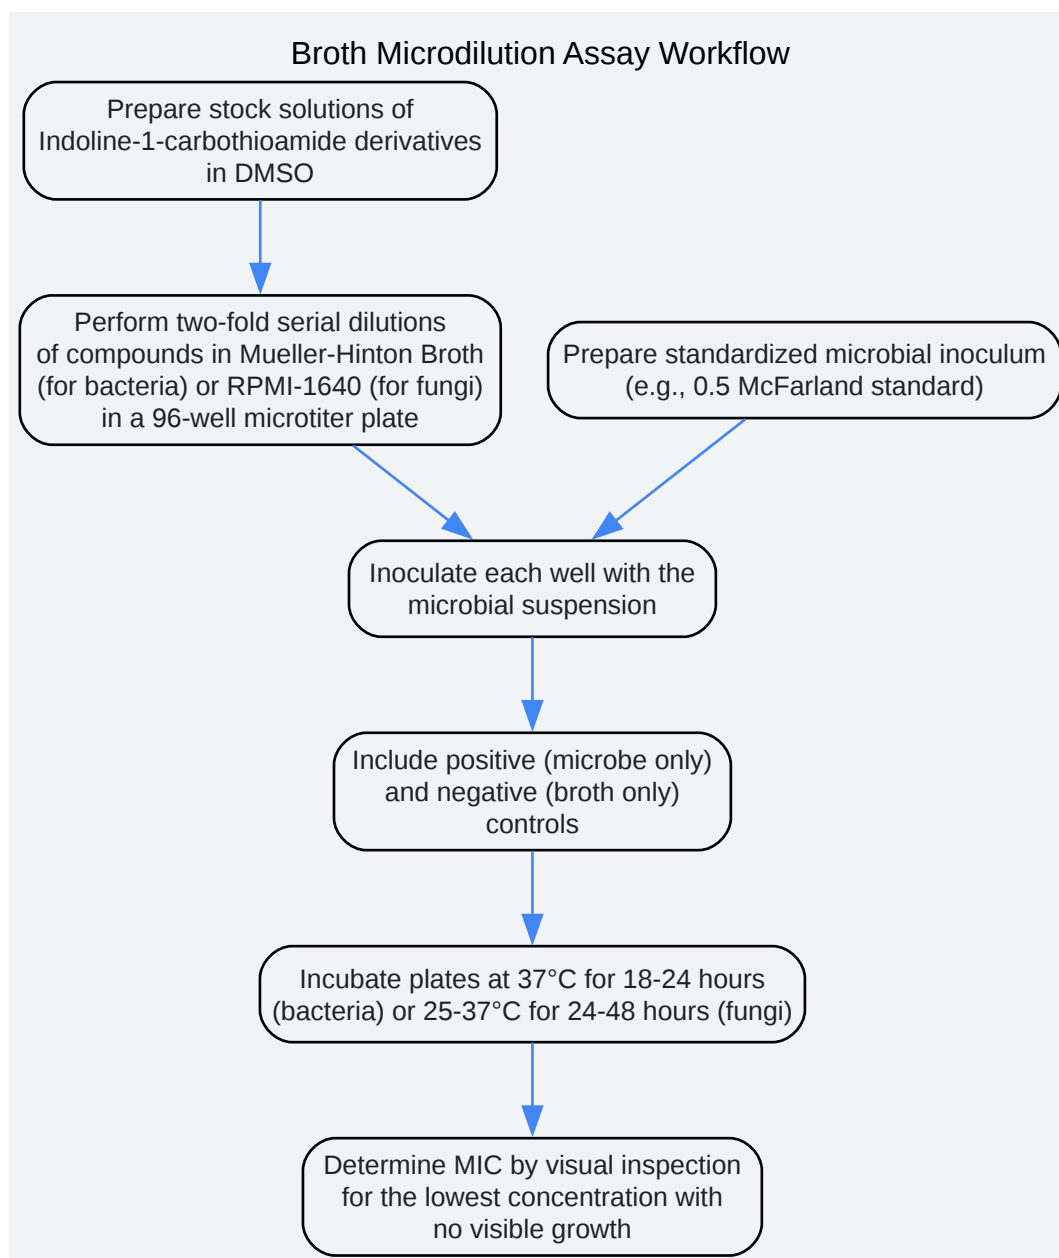 Broth Microdilution Assay Workflow
Prepare stock solutions of
Indoline-1-carbothioamide derivatives
in DMSO
Perform two-fold serial dilutions
of compounds in Mueller-Hinton Broth
(for bacteria) or RPMI-1640 (for fungi)
in a 96-well microtiter plate
Prepare standardized microbial inoculum
(e.g., 0.5 McFarland standard)
Inoculate each well with the
microbial suspension
Include positive (microbe only)
and negative (broth only)
controls
Incubate plates at 37°C for 18-24 hours
(bacteria) or 25-37°C for 24-48 hours (fungi)
Determine MIC by visual inspection
for the lowest concentration with
no visible growth